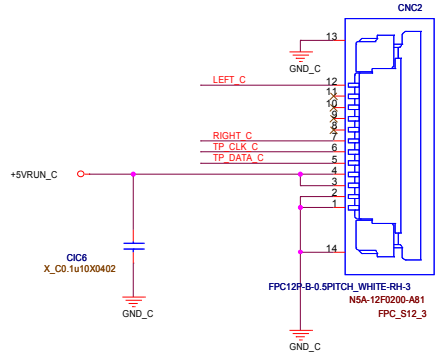 CNC2
13
GND_C
LEFT_C
12
11
10
9
8
RIGHT_C
7
TP_CLK_C
6
TP_DATA_C
5
+5VRUN_C
4
3
2
1
CIC6
X_C0.1u10X0402
14
GND_C
FPC12P-B-0.5PITCH_WHITE-RH-3
N5A-12F0200-A81
FPC_S12_3
GND_C